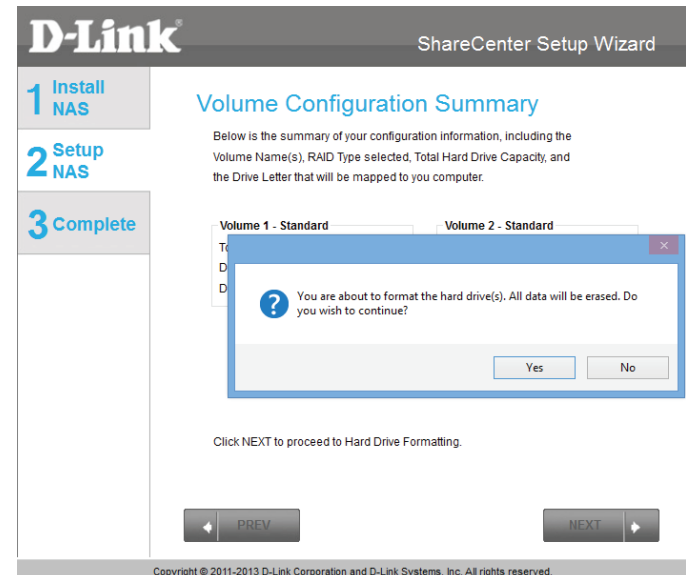 D-Link®
ShareCenter Setup Wizard
1 Install
NAS
2 Setup
NAS
3 Complete
Volume Configuration Summary
Below is the summary of your configuration information, including the
Volume Name(s), RAID Type selected, Total Hard Drive Capacity, and
the Drive Letter that will be mapped to you computer.
Volume 1 - Standard
Volume 2 - Standard
You are about to format the hard drive(s). All data will be erased. Do
you wish to continue?
Yes
No
Click NEXT to proceed to Hard Drive Formatting.
PREV
NEXT
Copyright © 2011-2013 D-Link Corporation and D-Link Systems, Inc. All rights reserved.